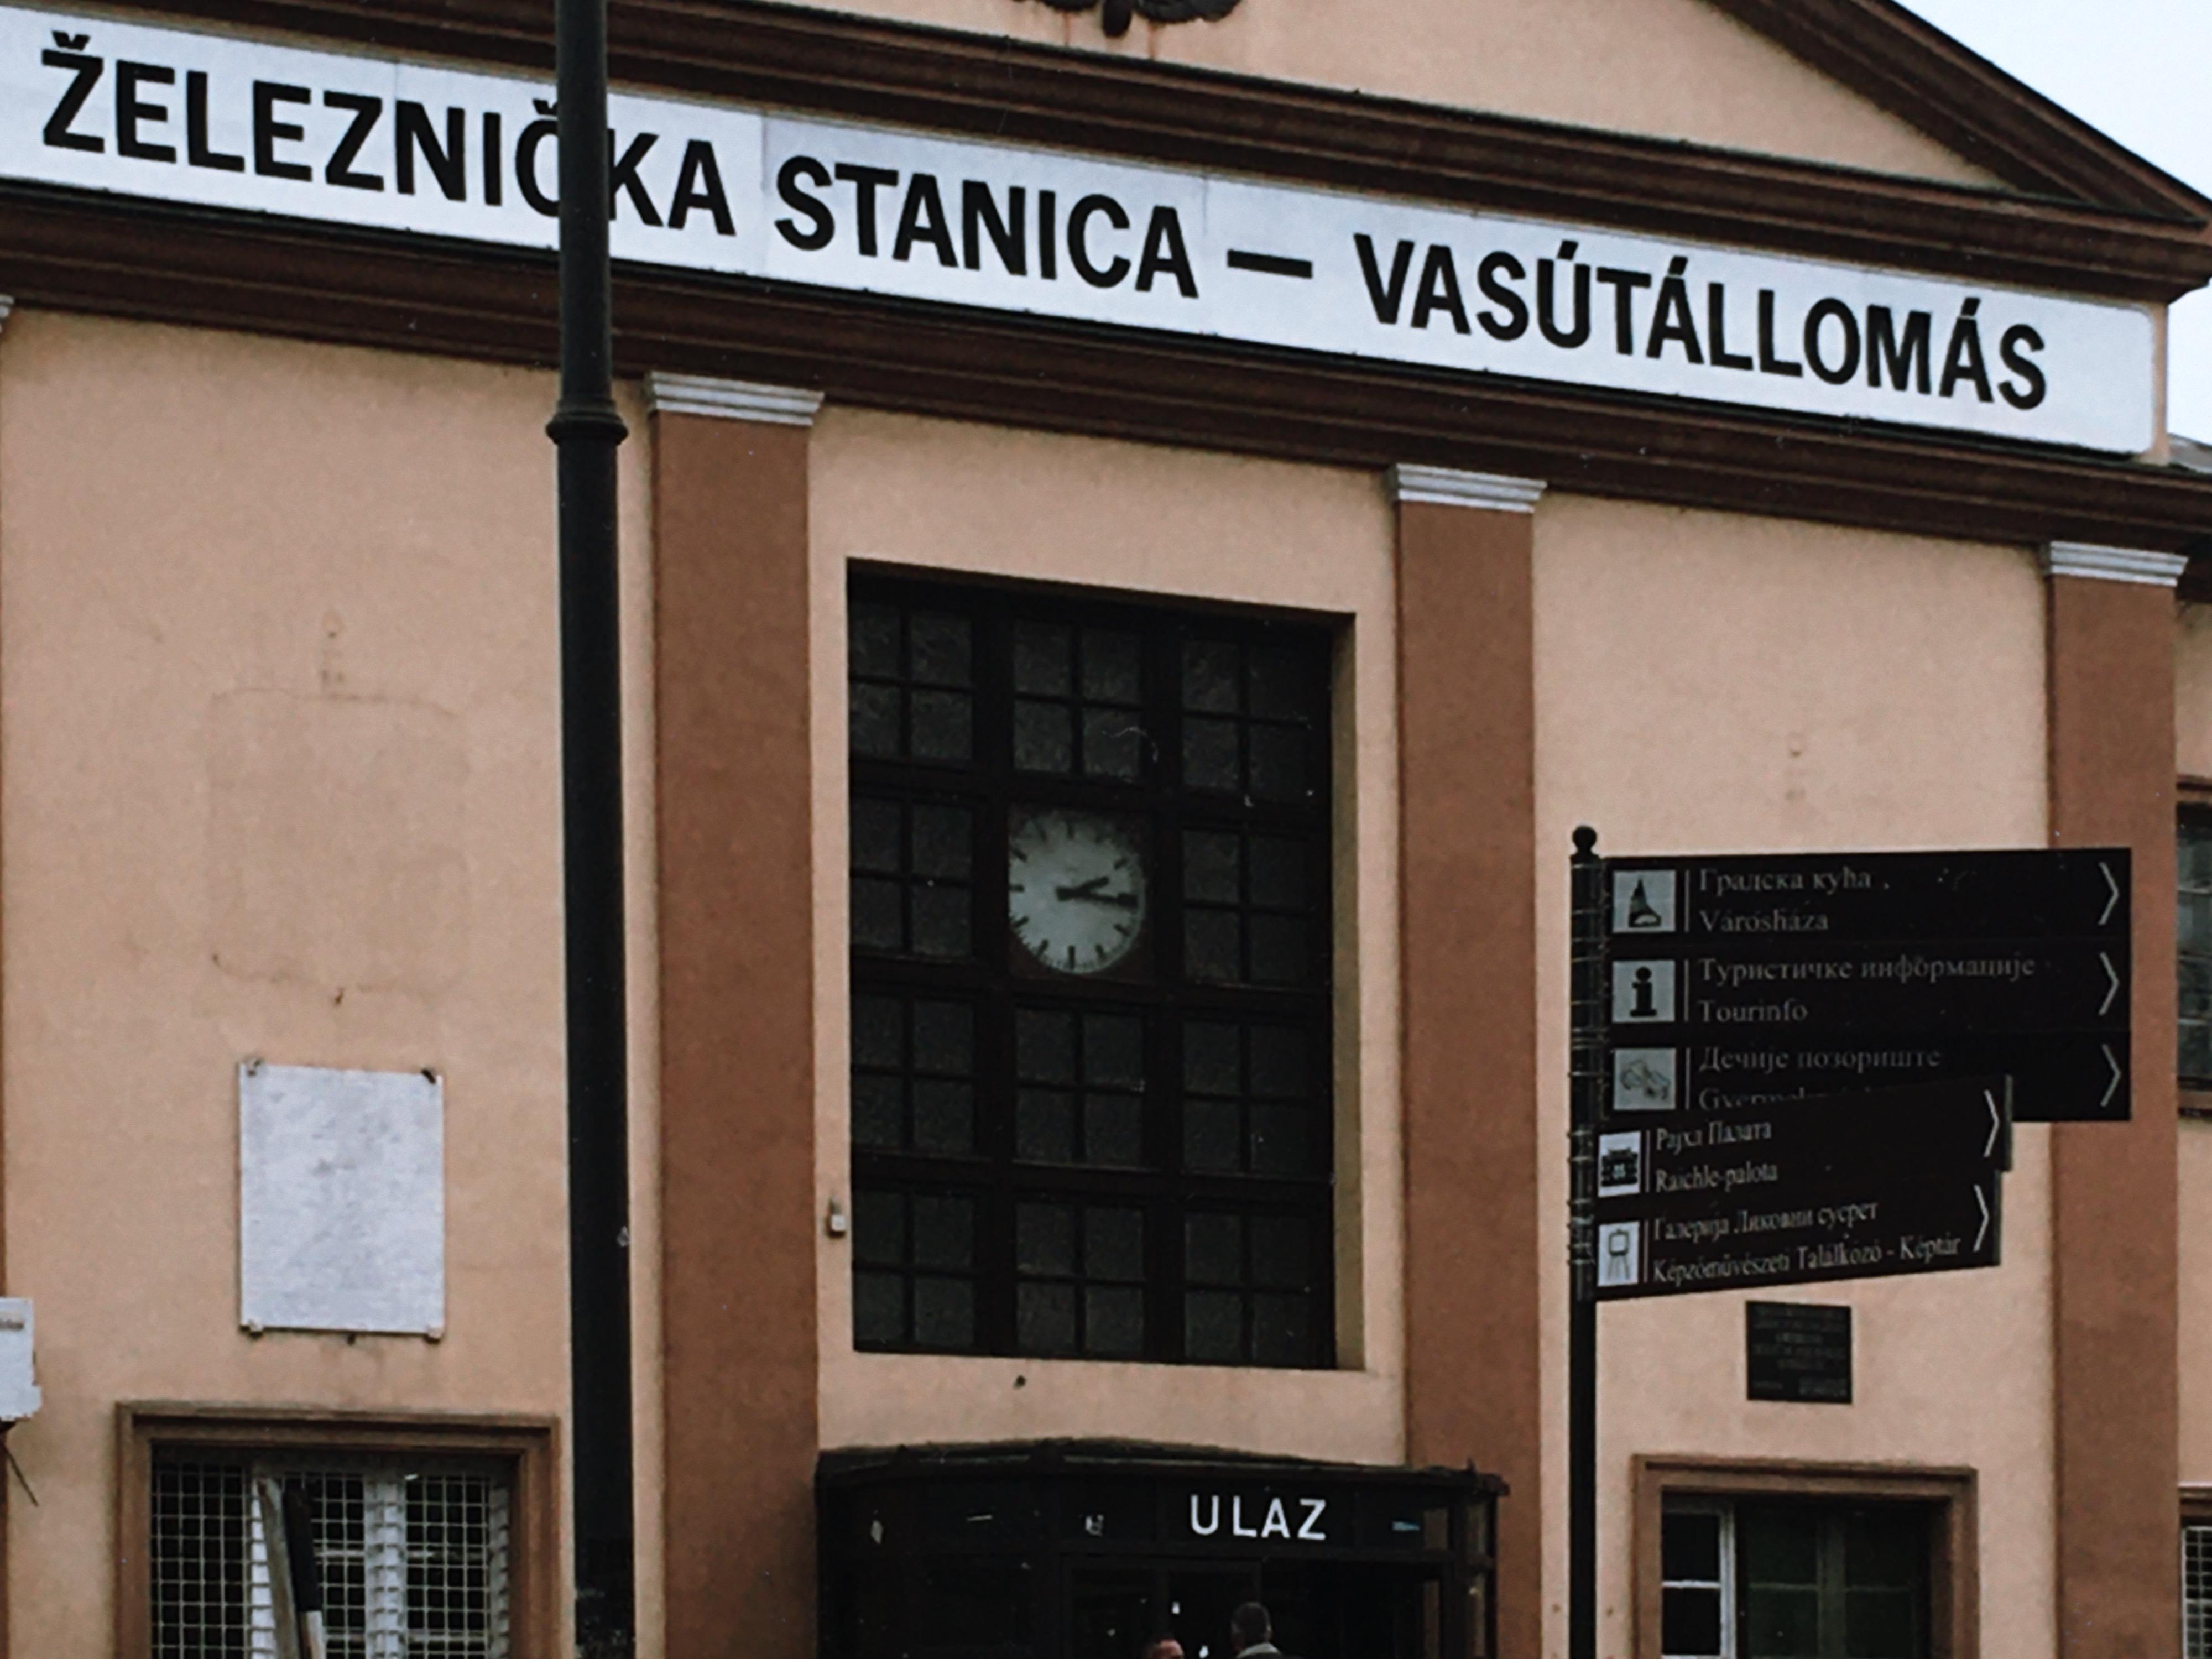 ŽELEZNIČKA STANICA — VASÚTÁLLOMÁS
Градска кућа
Városháza
Туристичке информације
Tourinfo
Дечије позориште
Рајхл Палата
Raichle-palota
Галерија Ликовни сусрет
Képzőművészeti Találkozó - Képtár
ULAZ